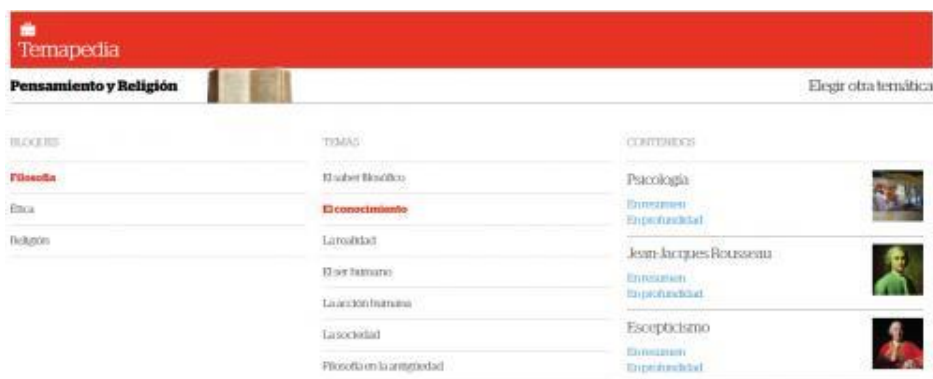 Temapedia
Pensamiento y Religión
Elegir otra temática
BLOQUES
Filosofía
Ética
Religión
TEMAS
El saber filosófico
El conocimiento
La realidad
El ser humano
La acción humana
La sociedad
Filosofía en la antigüedad
CONTENIDOS
Psicología
En resumen
En profundidad
Jean-Jacques Rousseau
En resumen
En profundidad
Escepticismo
En resumen
En profundidad